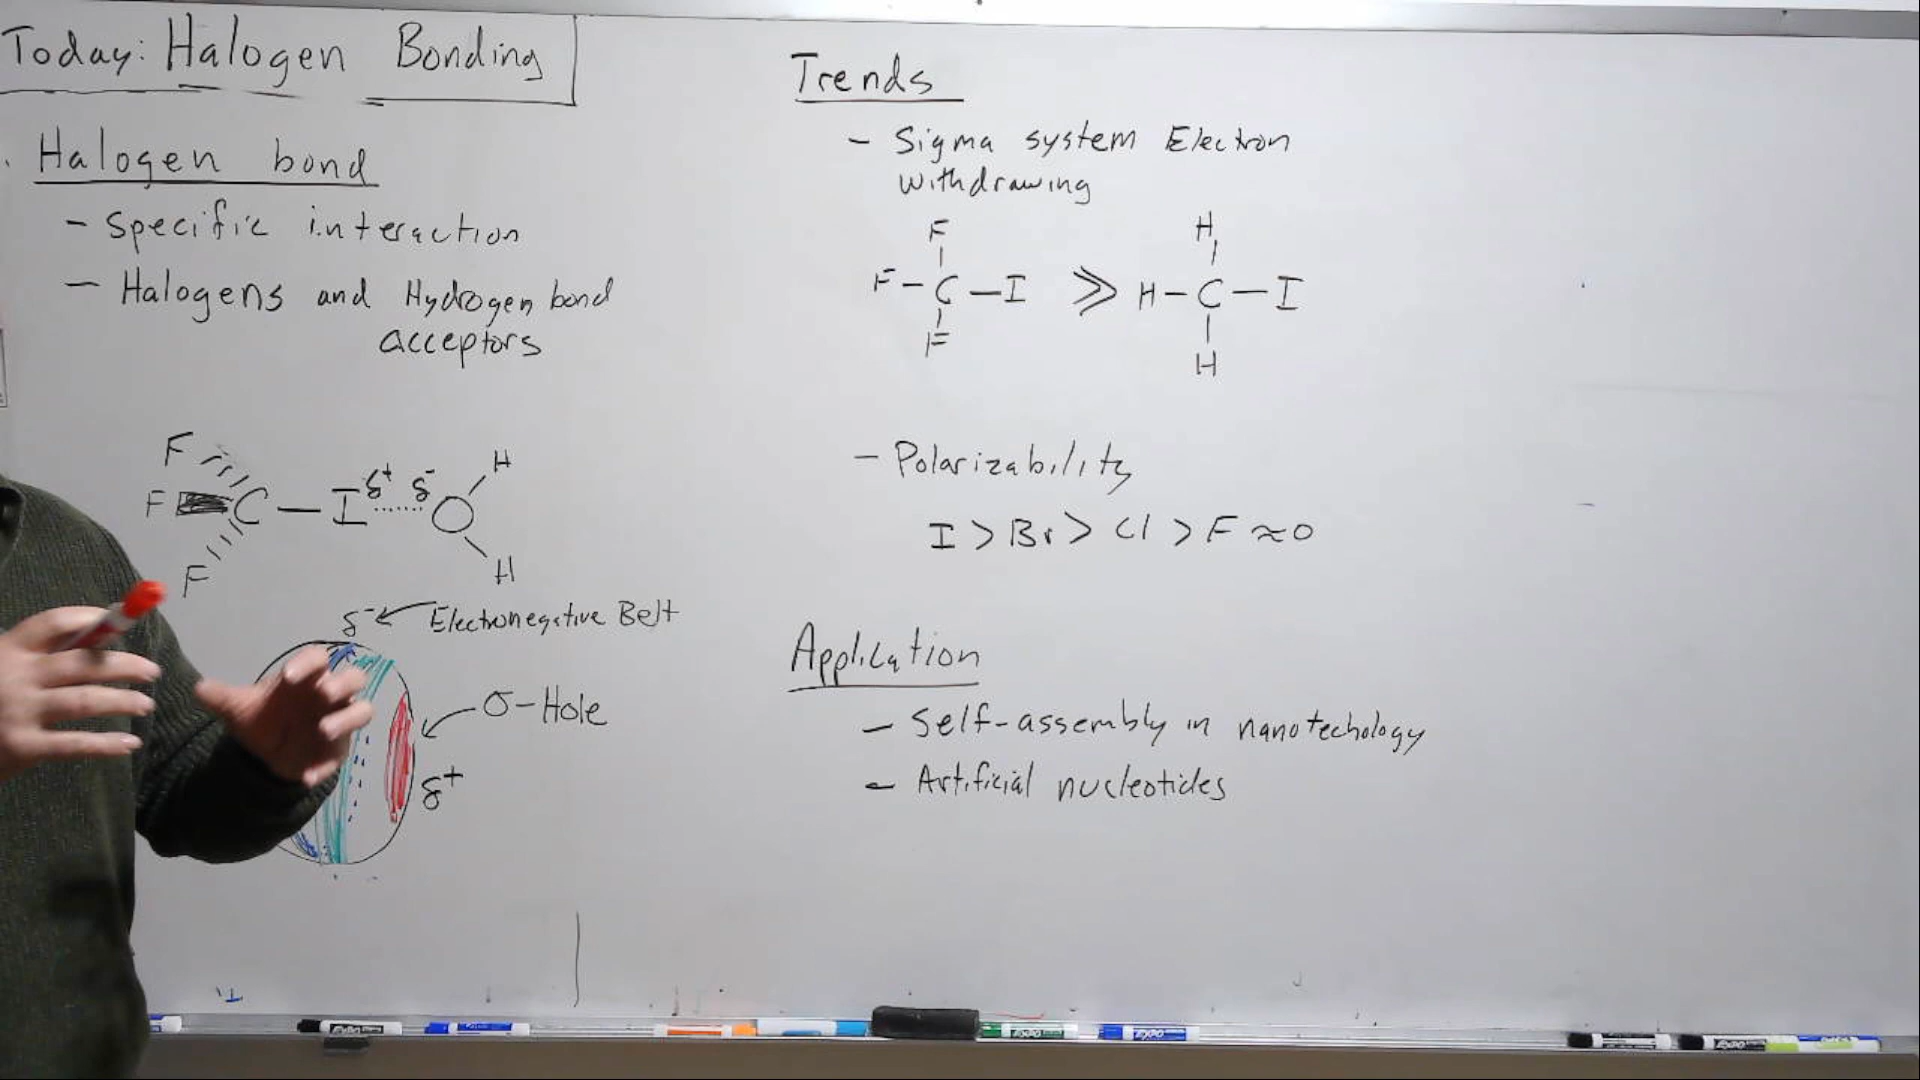 Today: Halogen Bonding
Halogen bond
- Specific interaction
- Halogens and Hydrogen bond
acceptors
F
F C — I δ+ δ- O H
F H
δ- Electronegative Belt
σ-Hole
δ+
Trends
- Sigma system Electron
withdrawing
F H
F-C-I >> H-C-I
F H
- Polarizability
I > Br > Cl > F ≈ 0
Application
- Self-assembly in nanotechology
- Artificial nucleotides